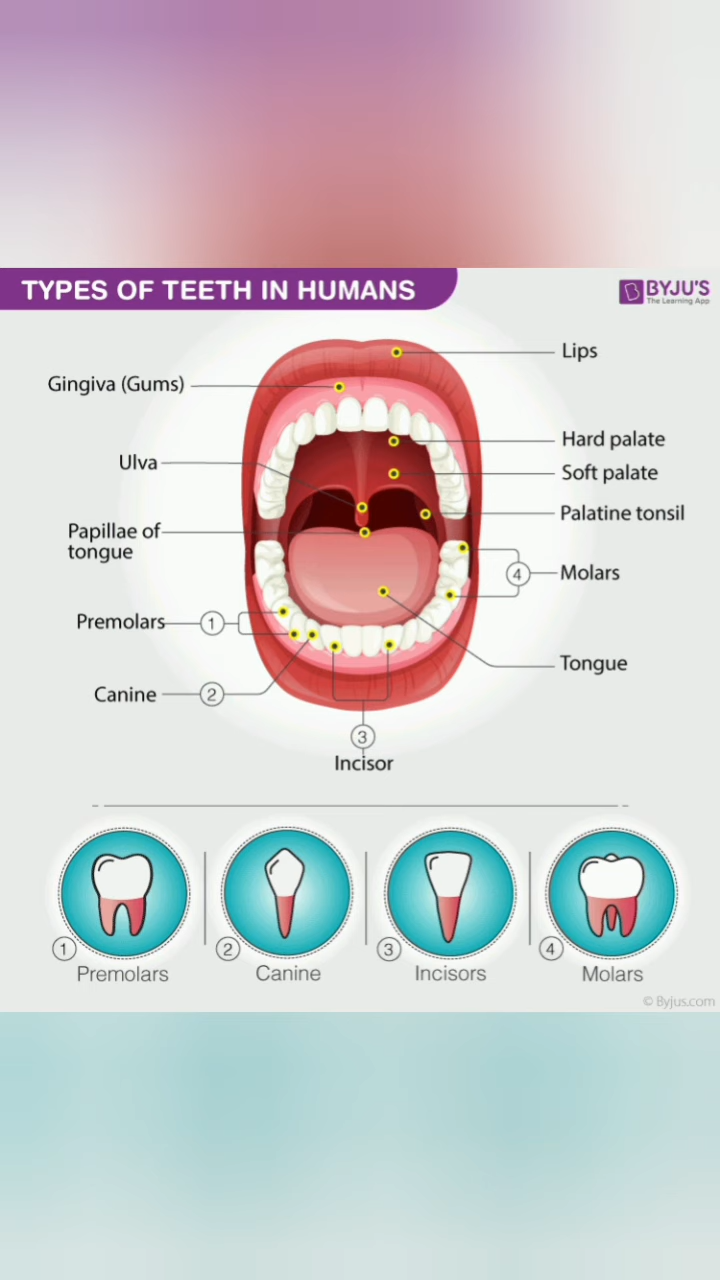 TYPES OF TEETH IN HUMANS
BYJU'S
The Learning App
Lips
Gingiva (Gums)
Hard palate
Ulva
Soft palate
Palatine tonsil
Papillae of
tongue
4 Molars
Premolars 1
Tongue
Canine 2
3
Incisor
1 Premolars
2 Canine
3 Incisors
4 Molars
© Byjus.com